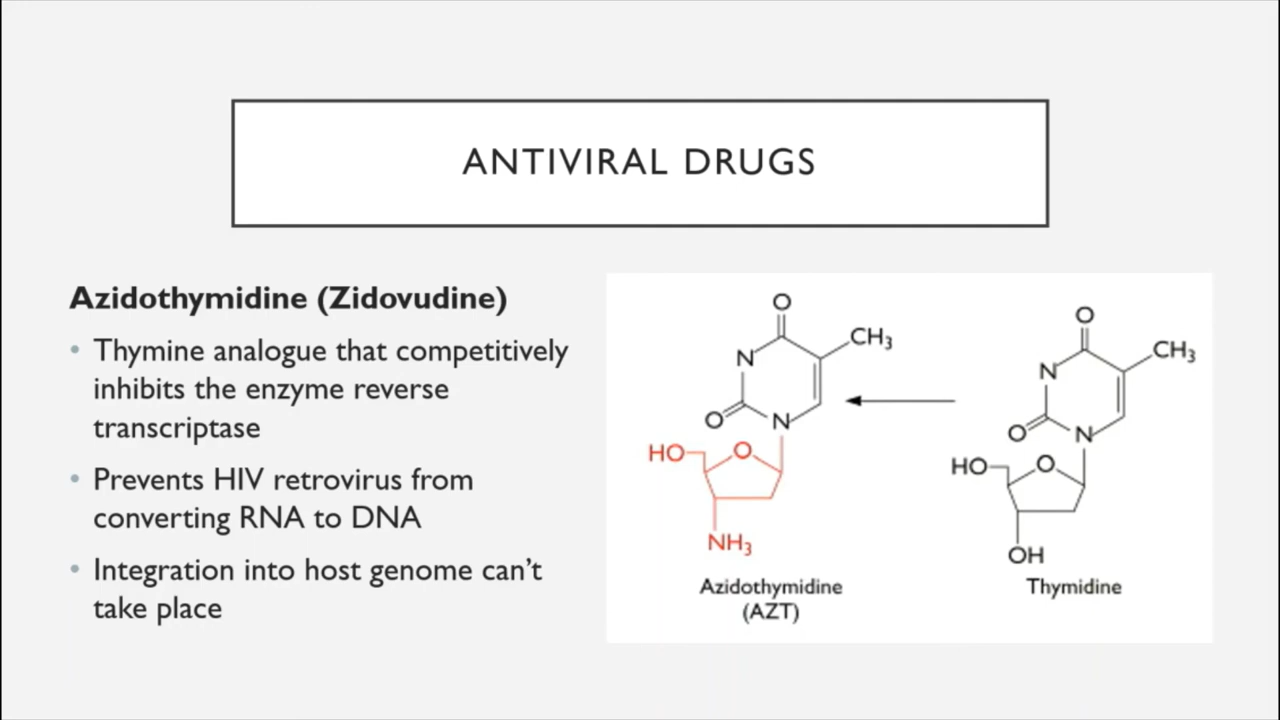 ANTIVIRAL DRUGS
Azidothymidine (Zidovudine)
• Thymine analogue that competitively
inhibits the enzyme reverse
transcriptase
• Prevents HIV retrovirus from
converting RNA to DNA
• Integration into host genome can't
take place
O
N
CH₃
O
N
HO
O
NH₃
Azidothymidine
(AZT)
O
N
CH₃
O
N
HO
O
OH
Thymidine